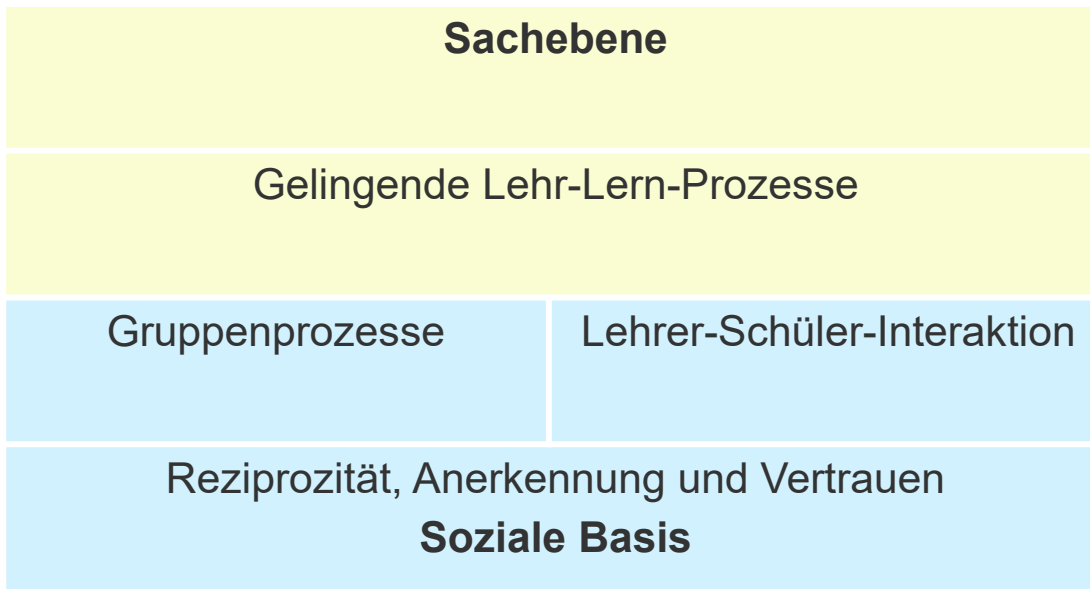 Sachebene
Gelingende Lehr-Lern-Prozesse
Gruppenprozesse
Lehrer-Schüler-Interaktion
Reziprozität, Anerkennung und Vertrauen
Soziale Basis